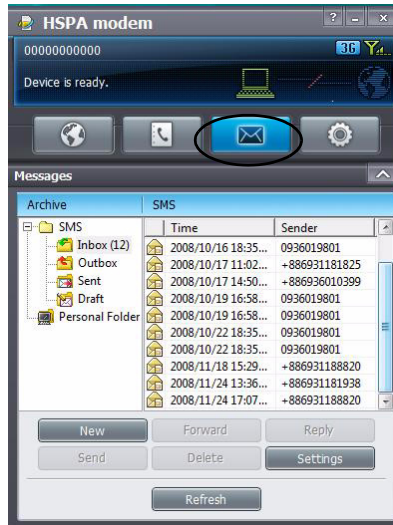 HSPA modem ? - x
00000000000 3G
Device is ready.
Messages
Archive SMS
SMS Time Sender
Inbox (12) 2008/10/16 18:35... 0936019801
Outbox 2008/10/17 11:02... +886931181825
Sent 2008/10/17 14:50... +886936010399
Draft 2008/10/19 16:58... 0936019801
Personal Folder 2008/10/19 16:58... 0936019801
2008/10/22 18:35... 0936019801
2008/10/22 18:35... 0936019801
2008/11/18 15:29... +886931188820
2008/11/24 13:36... +886931181938
2008/11/24 17:07... +886931188820
New Forward Reply
Send Delete Settings
Refresh